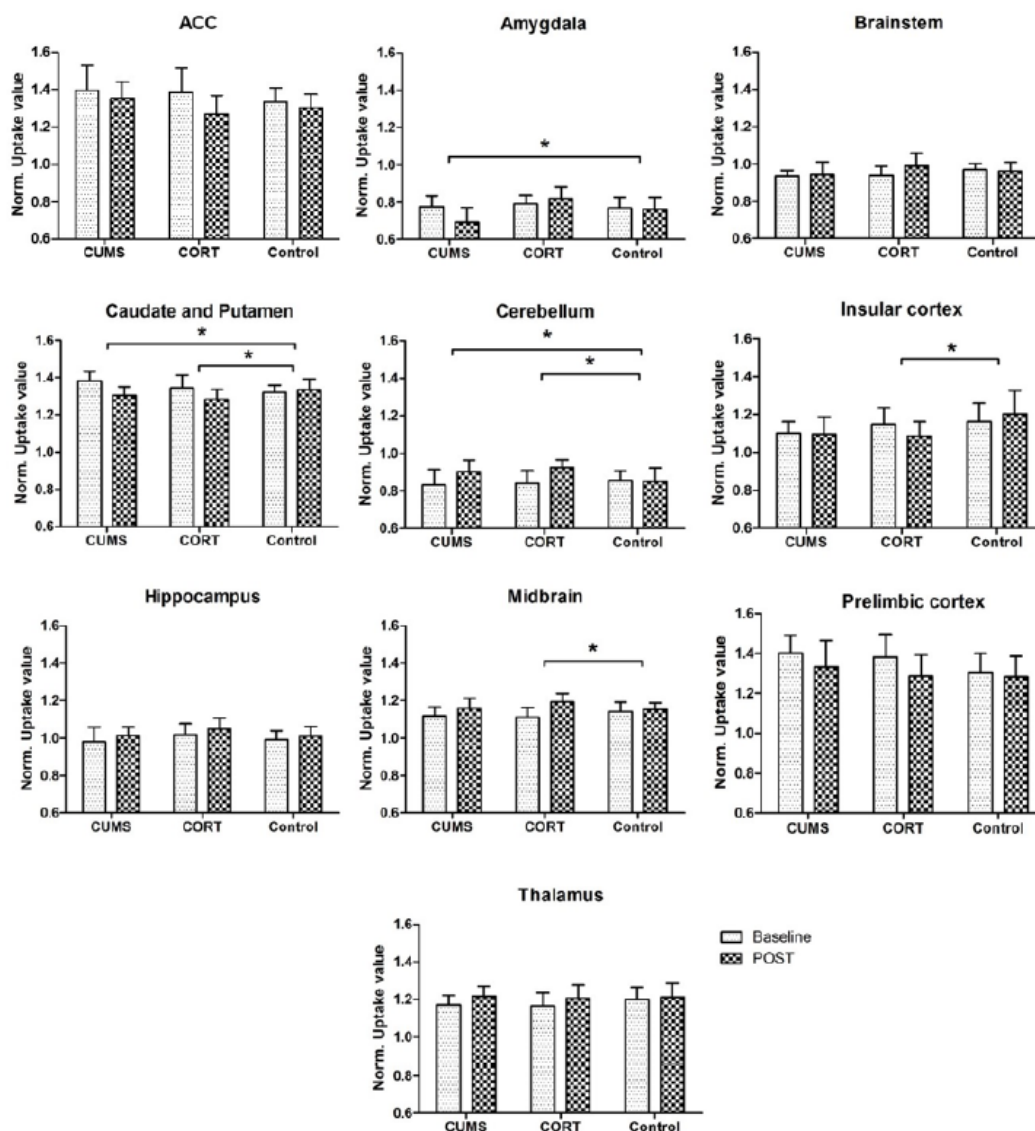 ACC
Norm. Uptake value
1.6
1.4
1.2
1.0
0.8
0.6
CUMS CORT Control
Amygdala
Norm. Uptake value
1.6
1.4
1.2
1.0
0.8
0.6
*
CUMS CORT Control
Brainstem
Norm. Uptake value
1.6
1.4
1.2
1.0
0.8
0.6
CUMS CORT Control
Caudate and Putamen
Norm. Uptake value
1.6
1.4
1.2
1.0
0.8
0.6
*
*
CUMS CORT Control
Cerebellum
Norm. Uptake value
1.6
1.4
1.2
1.0
0.8
0.6
*
*
CUMS CORT Control
Insular cortex
Norm. Uptake value
1.6
1.4
1.2
1.0
0.8
0.6
*
CUMS CORT Control
Hippocampus
Norm. Uptake value
1.6
1.4
1.2
1.0
0.8
0.6
CUMS CORT Control
Midbrain
Norm. Uptake value
1.6
1.4
1.2
1.0
0.8
0.6
*
CUMS CORT Control
Prelimbic cortex
Norm. Uptake value
1.6
1.4
1.2
1.0
0.8
0.6
CUMS CORT Control
Thalamus
Norm. Uptake value
1.6
1.4
1.2
1.0
0.8
0.6
CUMS CORT Control
Baseline
POST